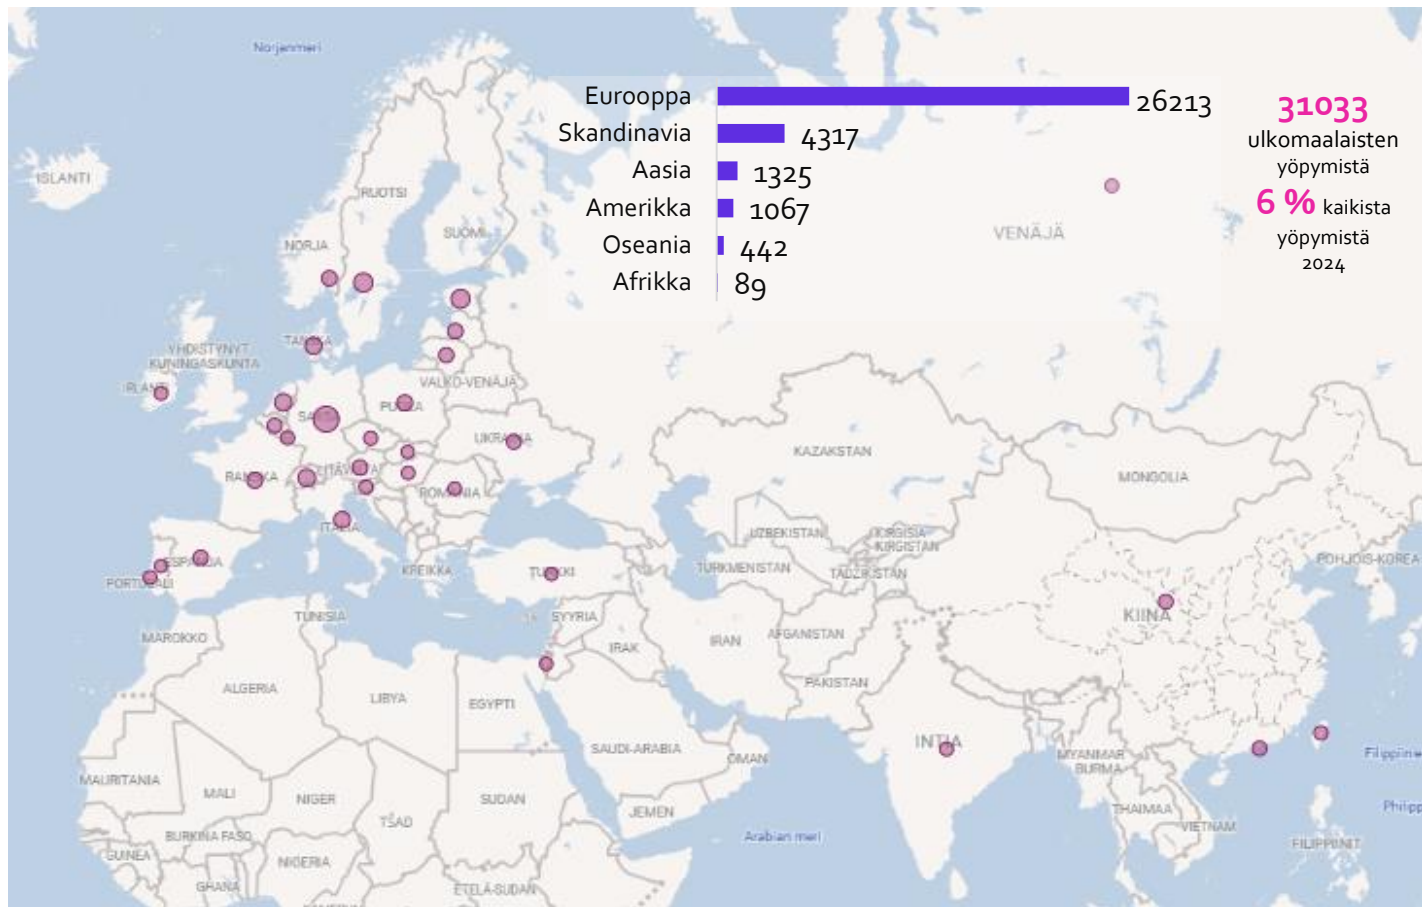 Norjanmeri
Eurooppa 26213
Skandinavia 4317
Aasia 1325
Amerikka 1067
Oseania 442
Afrikka 89
31033
ulkomaalaisten
yöpymistä
6 % kaikista
yöpymistä
2024
ISLANTI
RUOTSI
SUOMI
NORJA
VENÄJÄ
YHDISTYNYT
KUNINGASKUNTA
VALKO-VENÄJÄ
KAZAKSTAN
MONGOLIA
ROMANIA
ITALIA
UZBEKISTAN
KIRGISIA
KIRGISTAN
TURKMENISTAN
TADŽIKISTAN
POHJOIS-KOREA
KREIKKA
PORTUGALI
TUNISIA
SYYRIA
MAROKKO
IRAK
IRAN
AFGANISTAN
KIINA
PAKISTAN
ALGERIA
LIBYA
EGYPTI
SAUDI-ARABIA
OMAN
INTIA
MYANMAR
BURMA
Filippiinie
MAURITANIA
MALI
NIGER
TŠAD
SUDAN
JEMEN
THAIMAA
VIETNAM
Philipp
BURKINA FASO
Arabian meri
FILIPPIINIT
GUINEA
NIGERIA
GHANA
ETELÄ-SUDAN